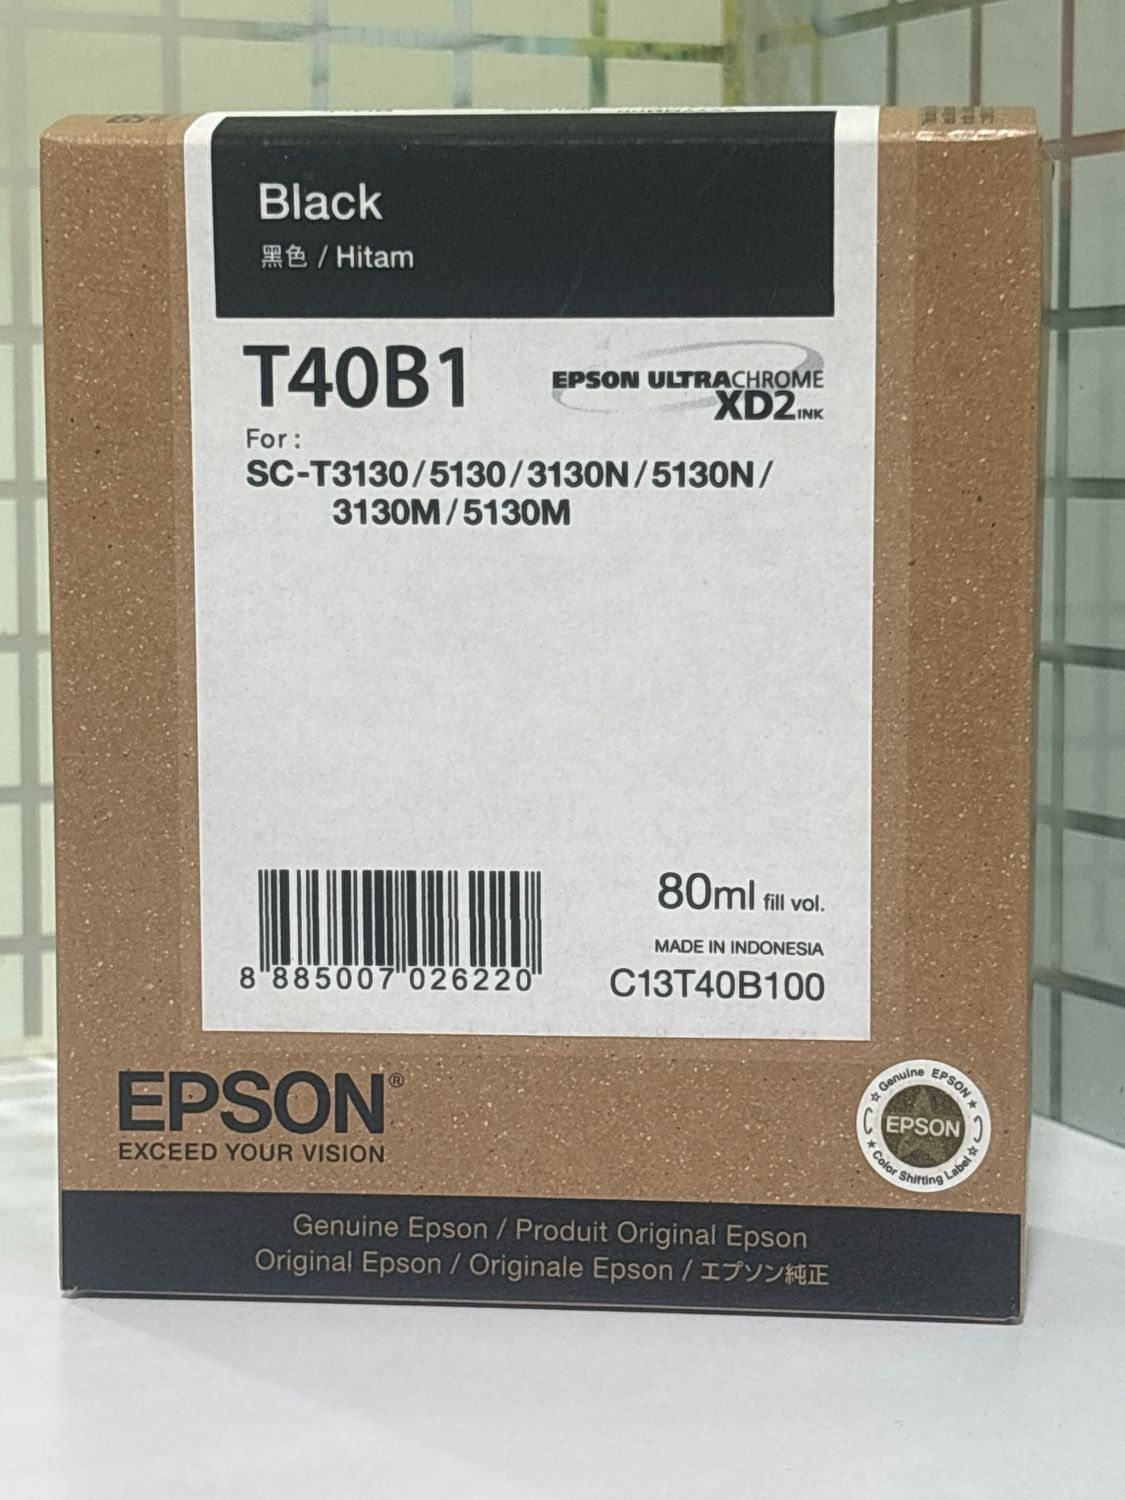 Black
黑色 / Hitam
T40B1
EPSON ULTRACHROME
XD2 INK
For :
SC-T3130 / 5130 / 3130N / 5130N /
3130M / 5130M
80ml fill vol.
MADE IN INDONESIA
8 885007 026220
C13T40B100
EPSON®
EXCEED YOUR VISION
Genuine EPSON
EPSON
Color Shifting Label
Genuine Epson / Produit Original Epson
Original Epson / Originale Epson / エプソン純正